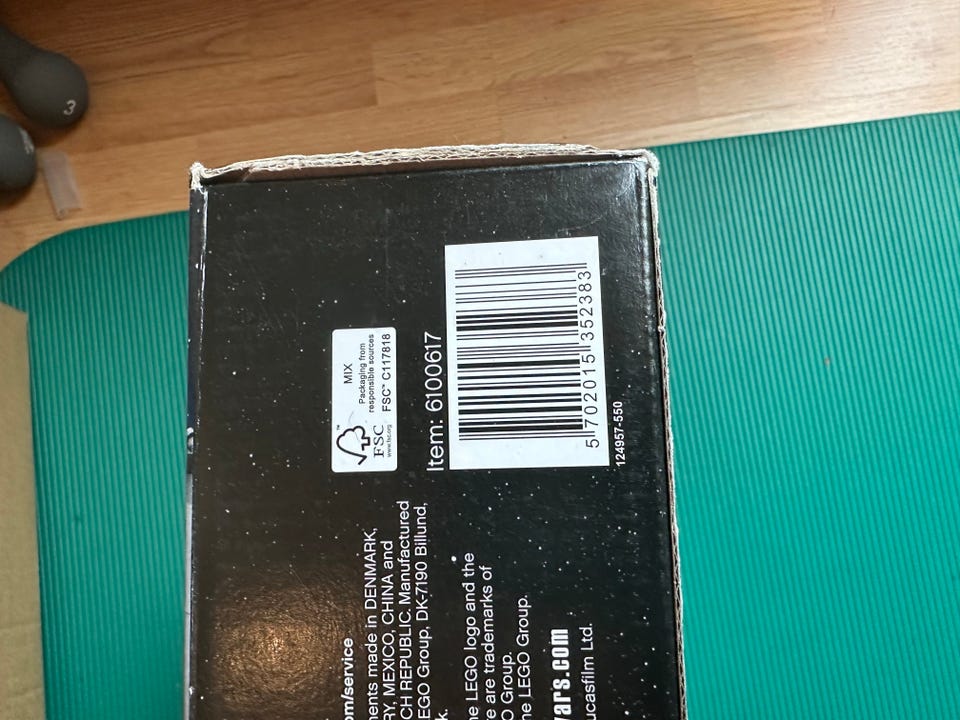 3
MIX
Packaging from
responsible sources
FSC™ C117818
FSC
www.fsc.org
Item: 6100617
5 702015 352383
124957-550
om/service
ents made in DENMARK,
RY, MEXICO, CHINA and
CH REPUBLIC. Manufactured
EGO Group, DK-7190 Billund,
k.
e LEGO logo and the
re are trademarks of
O Group.
he LEGO Group.
ars.com
ucasfilm Ltd.